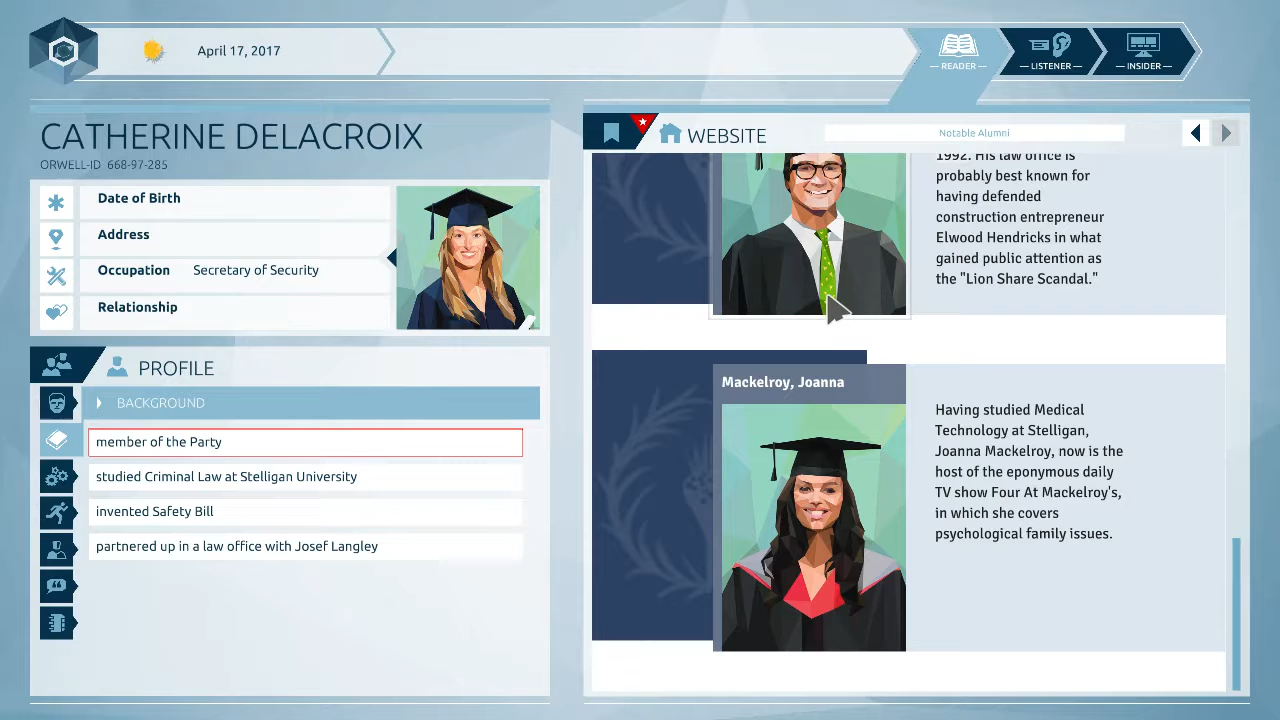 April 17, 2017
READER
LISTENER
INSIDER
CATHERINE DELACROIX
ORWELL-ID 668-97-285
Date of Birth
Address
Occupation Secretary of Security
Relationship
PROFILE
BACKGROUND
member of the Party
studied Criminal Law at Stelligan University
invented Safety Bill
partnered up in a law office with Josef Langley
WEBSITE
Notable Alumni
1992. His law office is
probably best known for
having defended
construction entrepreneur
Elwood Hendricks in what
gained public attention as
the "Lion Share Scandal."
Mackelroy, Joanna
Having studied Medical
Technology at Stelligan,
Joanna Mackelroy, now is the
host of the eponymous daily
TV show Four At Mackelroy's,
in which she covers
psychological family issues.